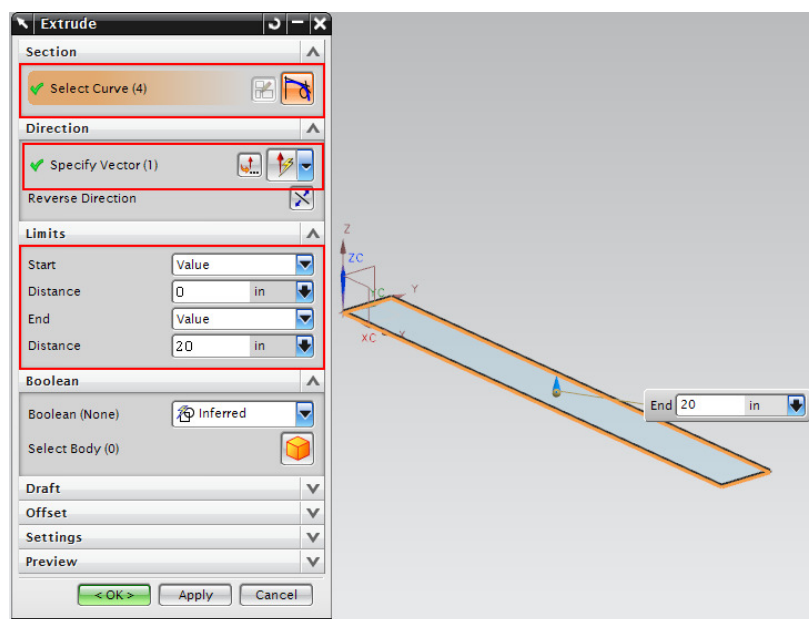 Extrude
Section
Select Curve (4)
Direction
Specify Vector (1)
Reverse Direction
Limits
Start Value
Distance 0 in
End Value
Distance 20 in
Boolean
Boolean (None) Inferred
Select Body (0)
Draft
Offset
Settings
Preview
< OK > Apply Cancel
Z
ZC
YC Y
XC X
End 20 in